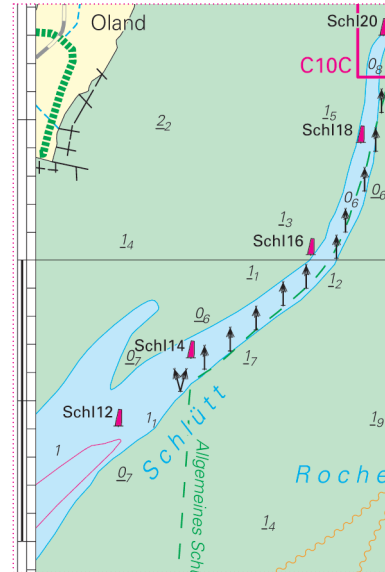 Schl20
Oland
C10C
0₈
1₅
2₂
Schl18
0₆
0₆
1₃
Schl16
1₄
1₁
1₂
0₆
Schl14
0₇
1₇
Schl12
1₁
1₉
1
Schlütt
0₇
Allgemeines Sch
Roche
1₄